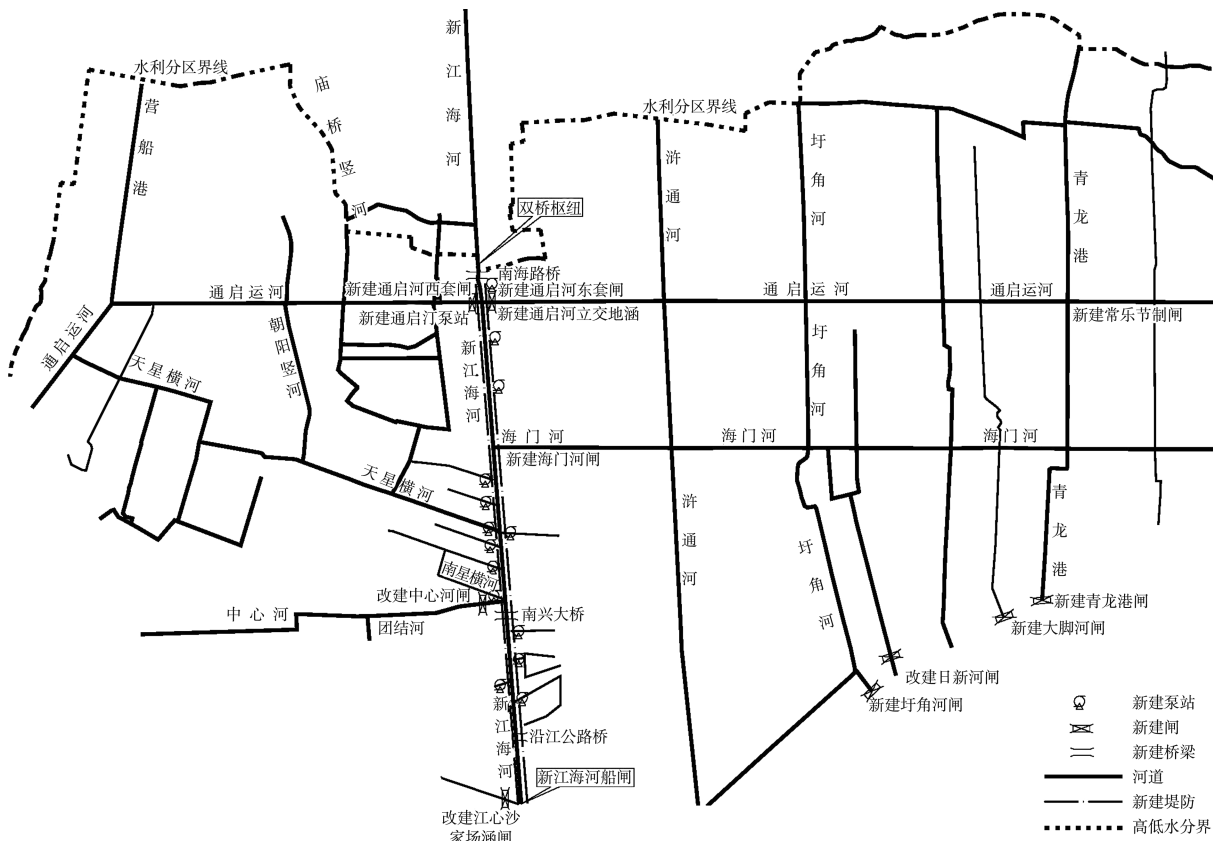 新江海河
水利分区界线
庙桥竖河
营船港
水利分区界线
浒通河
圩角河
青龙港
双桥枢纽
南海路桥
通启运河
新建通启河西套闸
新建通启河东套闸
通启运河
通启运河
新建通启汀泵站
新建通启河立交地涵
新建常乐节制闸
通启运河
朝阳竖河
天星横河
新江海河
圩角河
海门河
海门河
海门河
新建海门河闸
天星横河
浒通河
圩角河
青龙港
南星横河
改建中心河闸
中心河
团结河
南兴大桥
新建青龙港闸
新建大脚河闸
改建日新河闸
新建圩角河闸
新江海河
沿江公路桥
新江海河船闸
改建江心沙
家场涵闸
新建泵站
新建闸
新建桥梁
河道
新建堤防
高低水分界